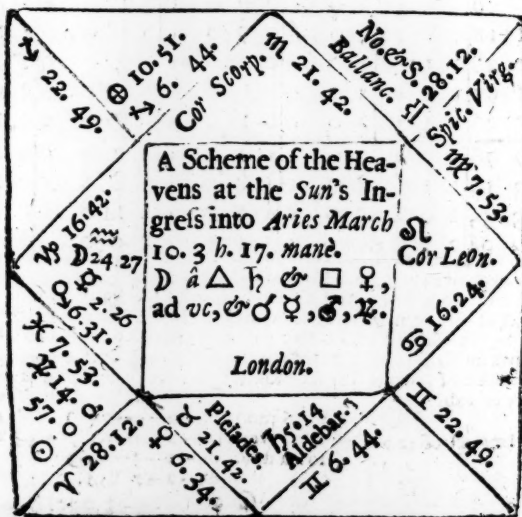 ♐ 22. 49.
⊕ 10. 51.
♐ 6. 44.
Cor Scorp.
♏ 21. 42.
No. & S.
Ballanc.
♎ 28. 12.
Spic. Virg.
♍ 7. 53.
♌
Cor Leon.
♋ 16. 24.
♊ 22. 49.
A Scheme of the Hea-
vens at the Sun's In-
greſs into Aries March
10. 3 h. 17. manè.
☽ â △ ♄ & □ ♀,
ad vc, & ☌ ☿, ♂, ♃.
London.
♑ 16. 42.
♒
☽ 24. 27
☿ 2. 26
♂ 6. 31.
♓ 7. 53.
♃ 14.
57.
☉ 0 0
♈ 28. 12.
♀ ♉
6. 34.
Pleiades.
21. 42.
♄ 5. 14
Aldebar.
♊ 6. 44.